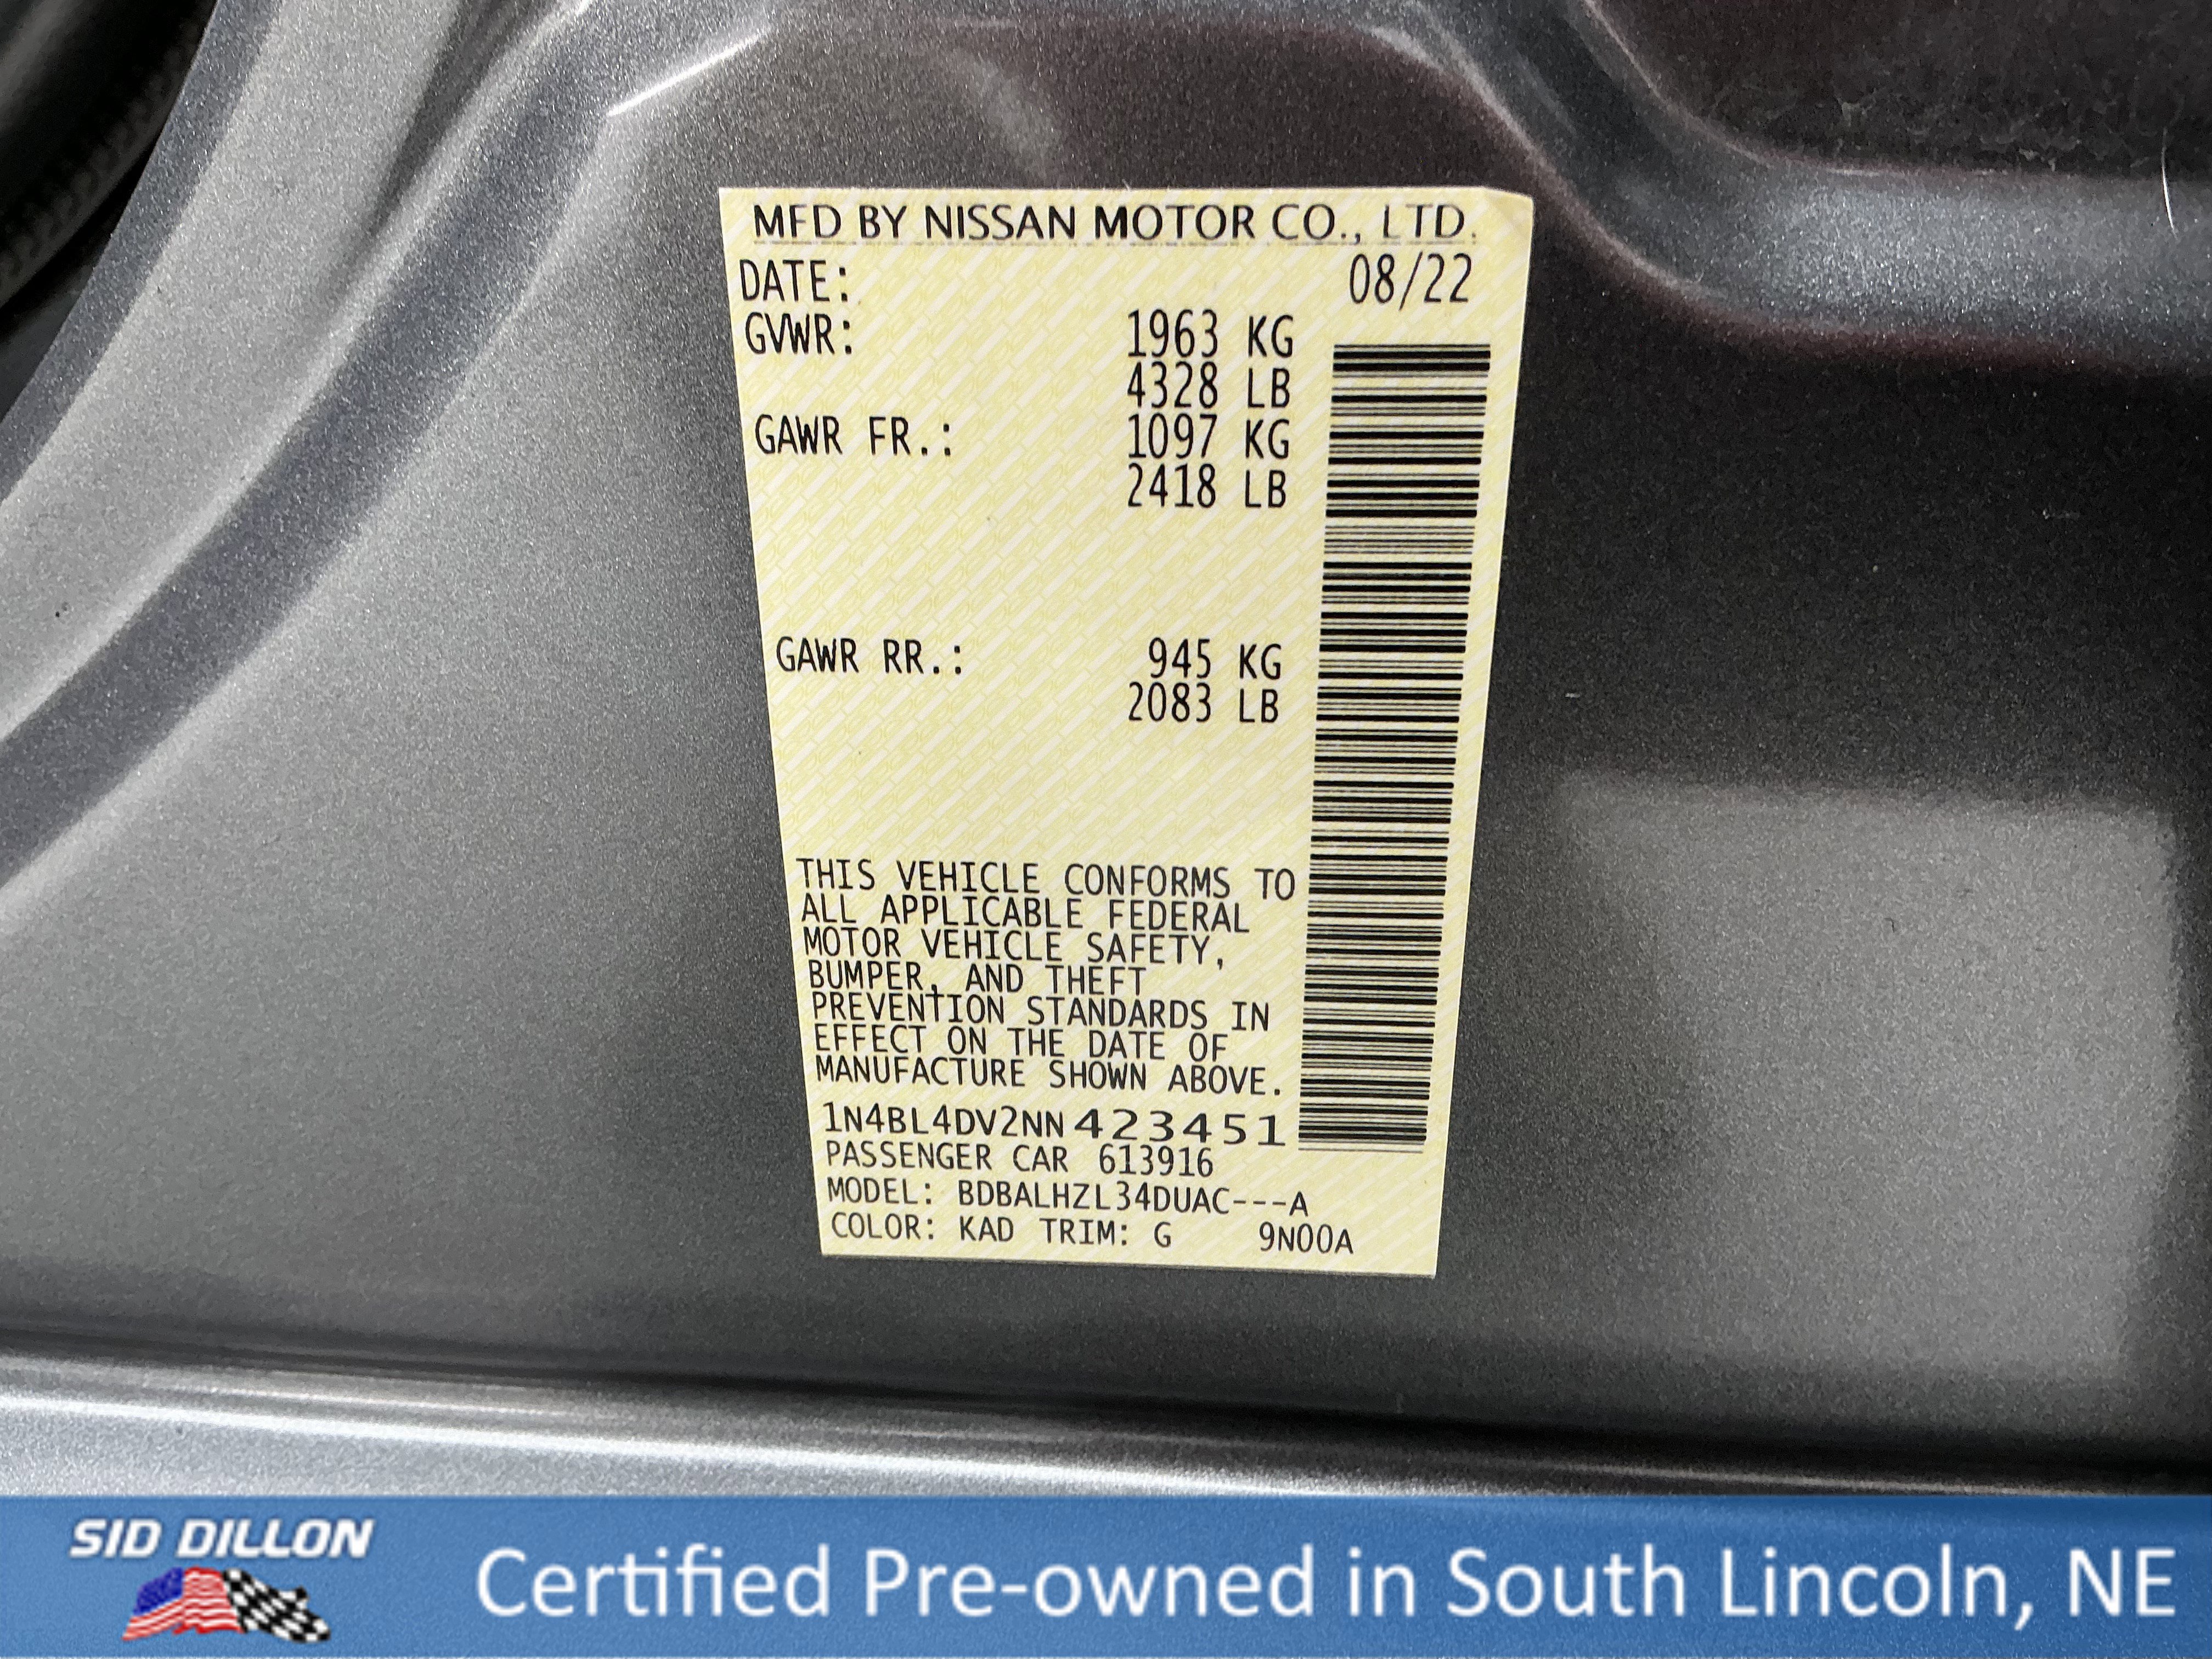 MFD BY NISSAN MOTOR CO., LTD.
DATE: 08/22
GVWR: 1963 KG
4328 LB
GAWR FR.: 1097 KG
2418 LB
GAWR RR.: 945 KG
2083 LB
THIS VEHICLE CONFORMS TO
ALL APPLICABLE FEDERAL
MOTOR VEHICLE SAFETY,
BUMPER, AND THEFT
PREVENTION STANDARDS IN
EFFECT ON THE DATE OF
MANUFACTURE SHOWN ABOVE.
1N4BL4DV2NN423451
PASSENGER CAR 613916
MODEL: BDBALHZL34DUAC---A
COLOR: KAD TRIM: G 9N00A
SID DILLON
Certified Pre-owned in South Lincoln, NE